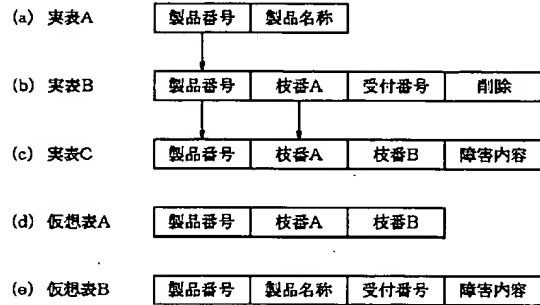 (a) 実表A 製品番号 製品名称
(b) 実表B 製品番号 枝番A 受付番号 削除
(c) 実表C 製品番号 枝番A 枝番B 障害内容
(d) 仮想表A 製品番号 枝番A 枝番B
(e) 仮想表B 製品番号 製品名称 受付番号 障害内容